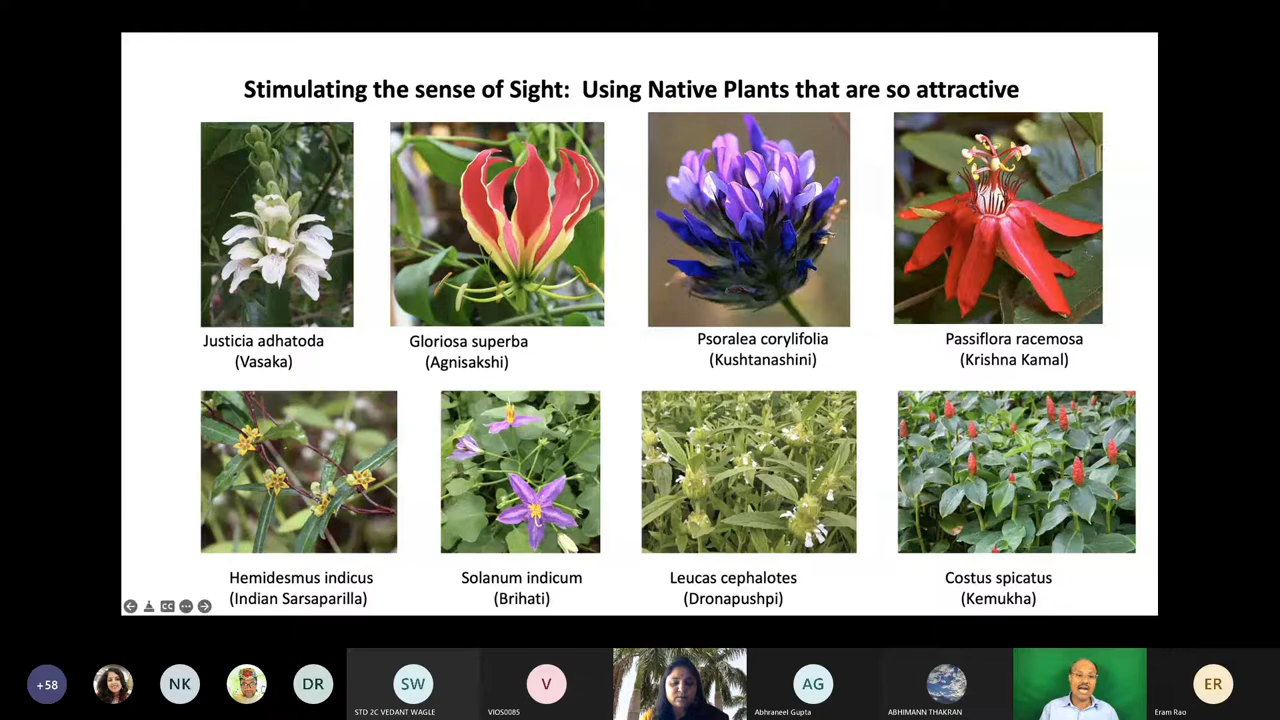 Stimulating the sense of Sight: Using Native Plants that are so attractive
Justicia adhatoda
(Vasaka)
Gloriosa superba
(Agnisakshi)
Psoralea corylifolia
(Kushtanashini)
Passiflora racemosa
(Krishna Kamal)
Hemidesmus indicus
(Indian Sarsaparilla)
Solanum indicum
(Brihati)
Leucas cephalotes
(Dronapushpi)
Costus spicatus
(Kemukha)
CC
+58
NK
DR
SW
STD 2C VEDANT WAGLE
V
VIOS0085
AG
Abhraneel Gupta
ABHIMANN THAKRAN
ER
Eram Rao